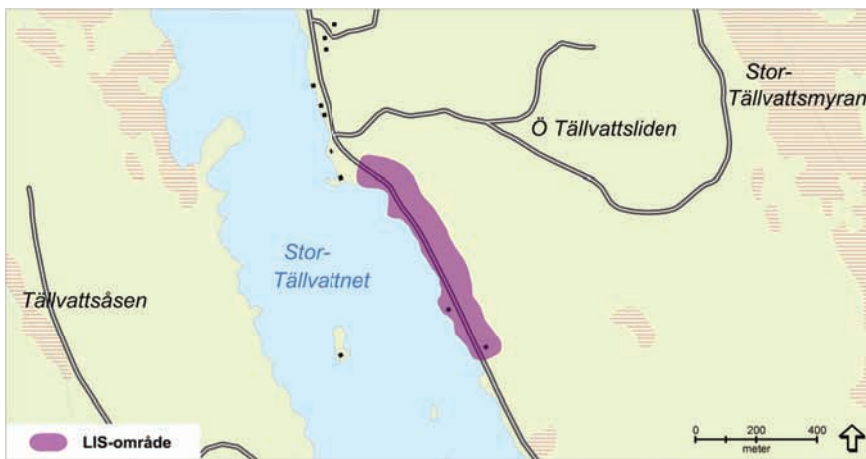 Stor-
Tällvattsmyran
Ö Tällvattsliden
Stor-
Tällvattnet
Tällvattsåsen
LIS-område
0 200 400
meter